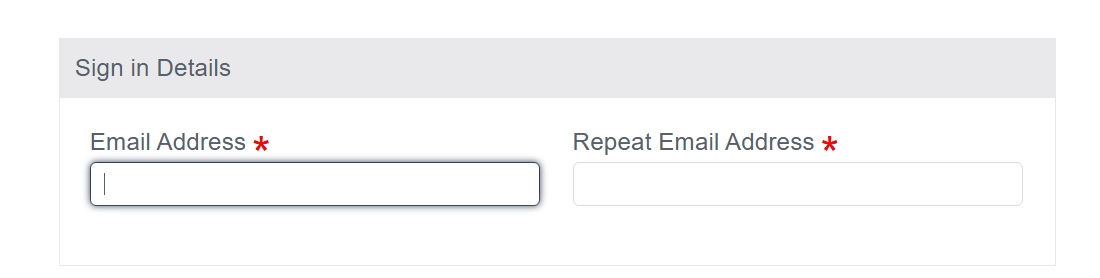 Sign in Details
Email Address *
Repeat Email Address *